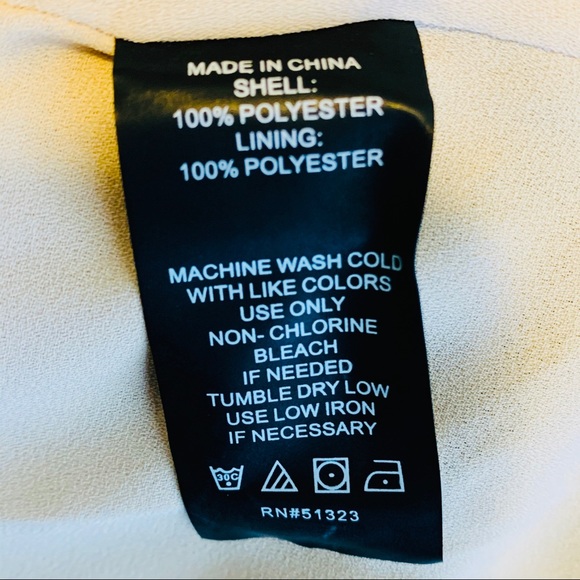 MADE IN CHINA
SHELL:
100% POLYESTER
LINING:
100% POLYESTER
MACHINE WASH COLD
WITH LIKE COLORS
USE ONLY
NON- CHLORINE
BLEACH
IF NEEDED
TUMBLE DRY LOW
USE LOW IRON
IF NECESSARY
30C
RN#51323